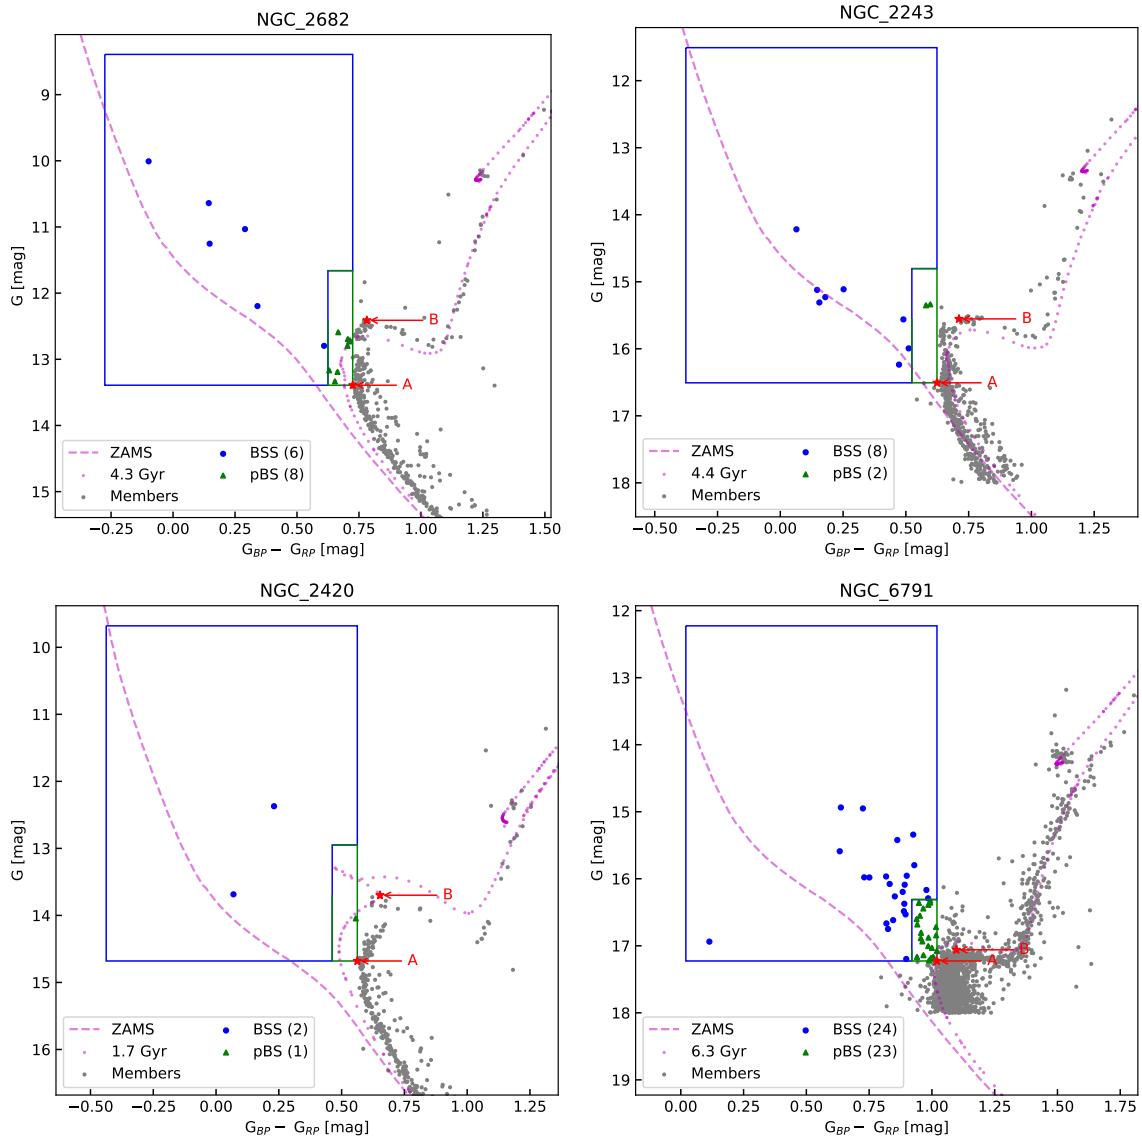 NGC_2682
9
10
11
12
13
14
15
G [mag]
−0.25 0.00 0.25 0.50 0.75 1.00 1.25 1.50
G_BP − G_RP [mag]
B
A
ZAMS
4.3 Gyr
Members
BSS (6)
pBS (8)
NGC_2243
12
13
14
15
16
17
18
G [mag]
−0.50 −0.25 0.00 0.25 0.50 0.75 1.00 1.25
G_BP − G_RP [mag]
B
A
ZAMS
4.4 Gyr
Members
BSS (8)
pBS (2)
NGC_2420
10
11
12
13
14
15
16
G [mag]
−0.50 −0.25 0.00 0.25 0.50 0.75 1.00 1.25
G_BP − G_RP [mag]
B
A
ZAMS
1.7 Gyr
Members
BSS (2)
pBS (1)
NGC_6791
12
13
14
15
16
17
18
19
G [mag]
0.00 0.25 0.50 0.75 1.00 1.25 1.50 1.75
G_BP − G_RP [mag]
B
A
ZAMS
6.3 Gyr
Members
BSS (24)
pBS (23)